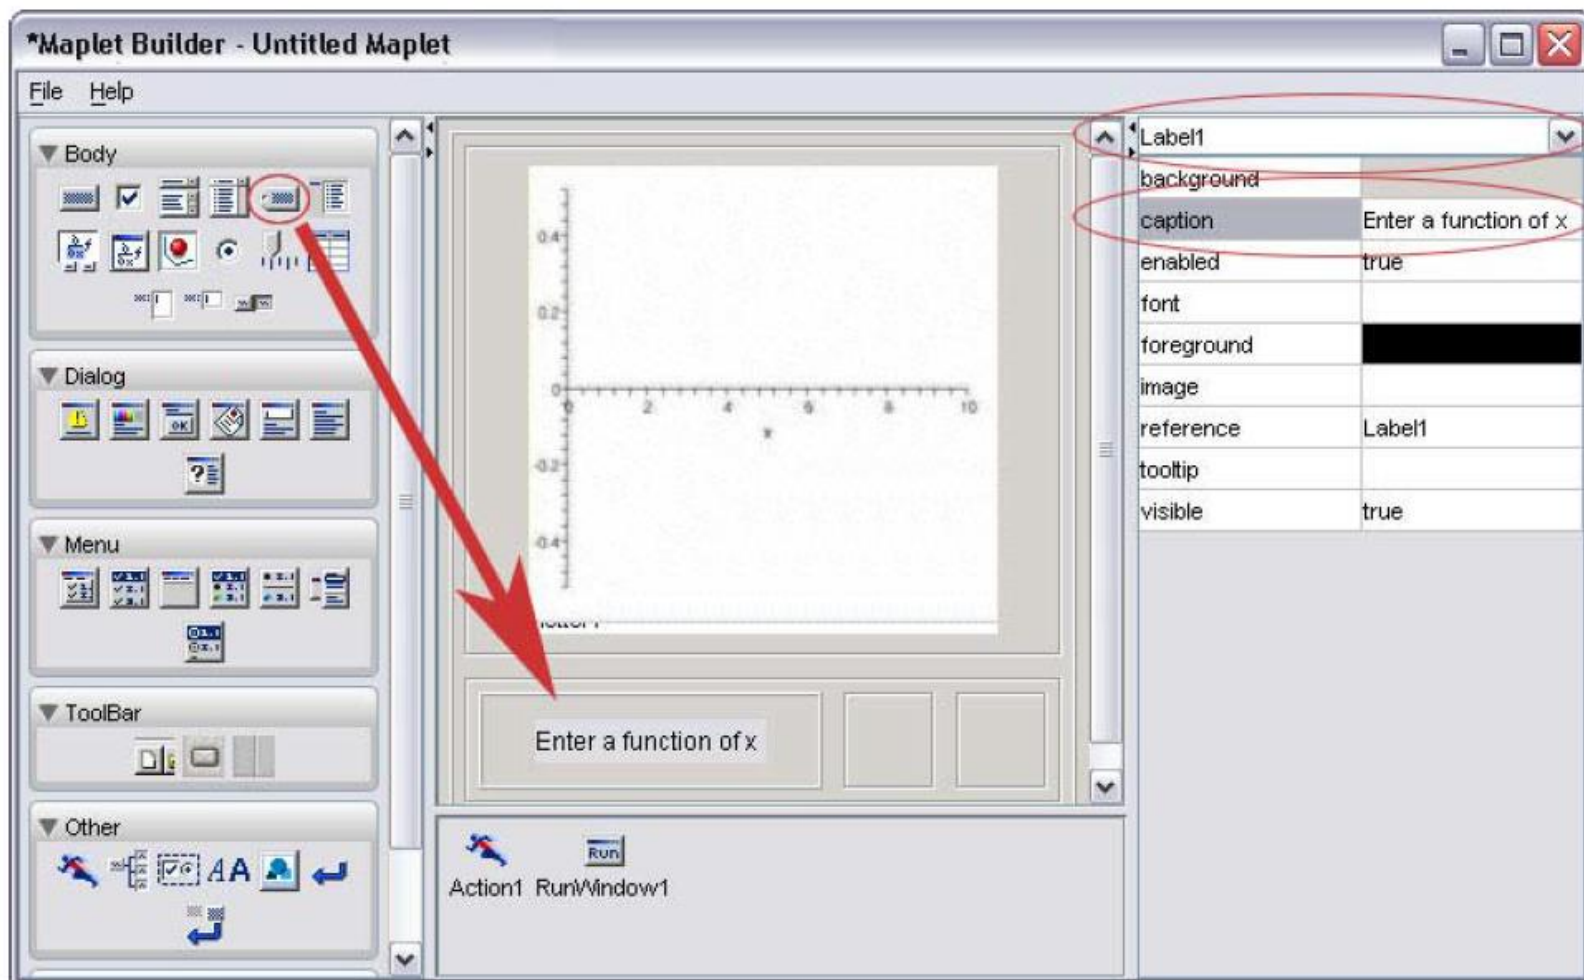 *Maplet Builder - Untitled Maplet
File Help
Body
Dialog
OK
Menu
ToolBar
Other
AA
0.4
0.2
0
-0.2
-0.4
0 2 4 6 8 10
x
Enter a function of x
Run
Action1 RunWindow1
Label1
background
caption Enter a function of x
enabled true
font
foreground
image
reference Label1
tooltip
visible true